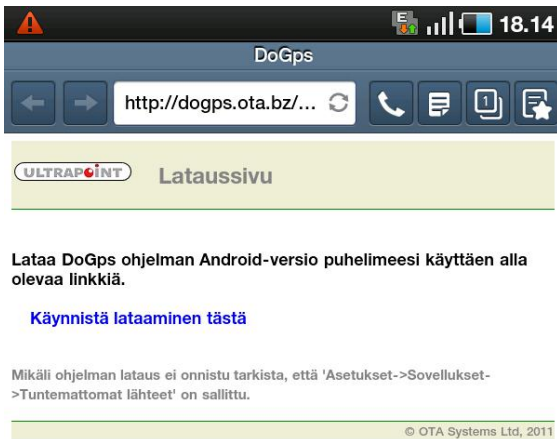 E 18.14
DoGps
http://dogps.ota.bz/...
1
ULTRAPOINT Lataussivu
Lataa DoGps ohjelman Android-versio puhelimeesi käyttäen alla
olevaa linkkiä.
Käynnistä lataaminen tästä
Mikäli ohjelman lataus ei onnistu tarkista, että 'Asetukset->Sovellukset-
>Tuntemattomat lähteet' on sallittu.
© OTA Systems Ltd, 2011